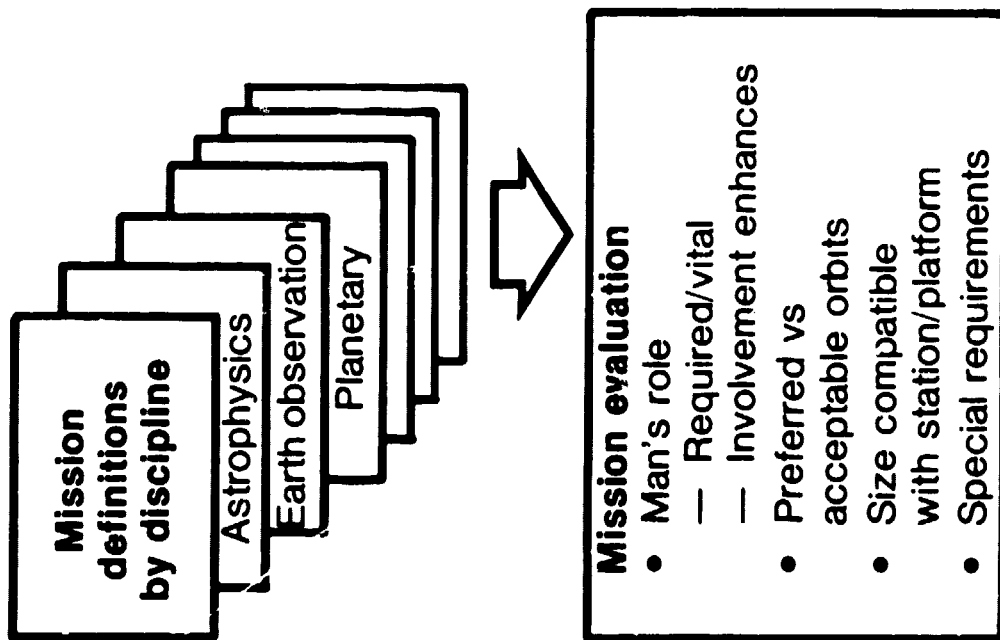 Mission
definitions
by discipline
Astrophysics
Earth observation
Planetary
Mission evaluation
• Man's role
— Required/vital
— Involvement enhances
• Preferred vs
acceptable orbits
• Size compatible
with station/platform
• Special requirements